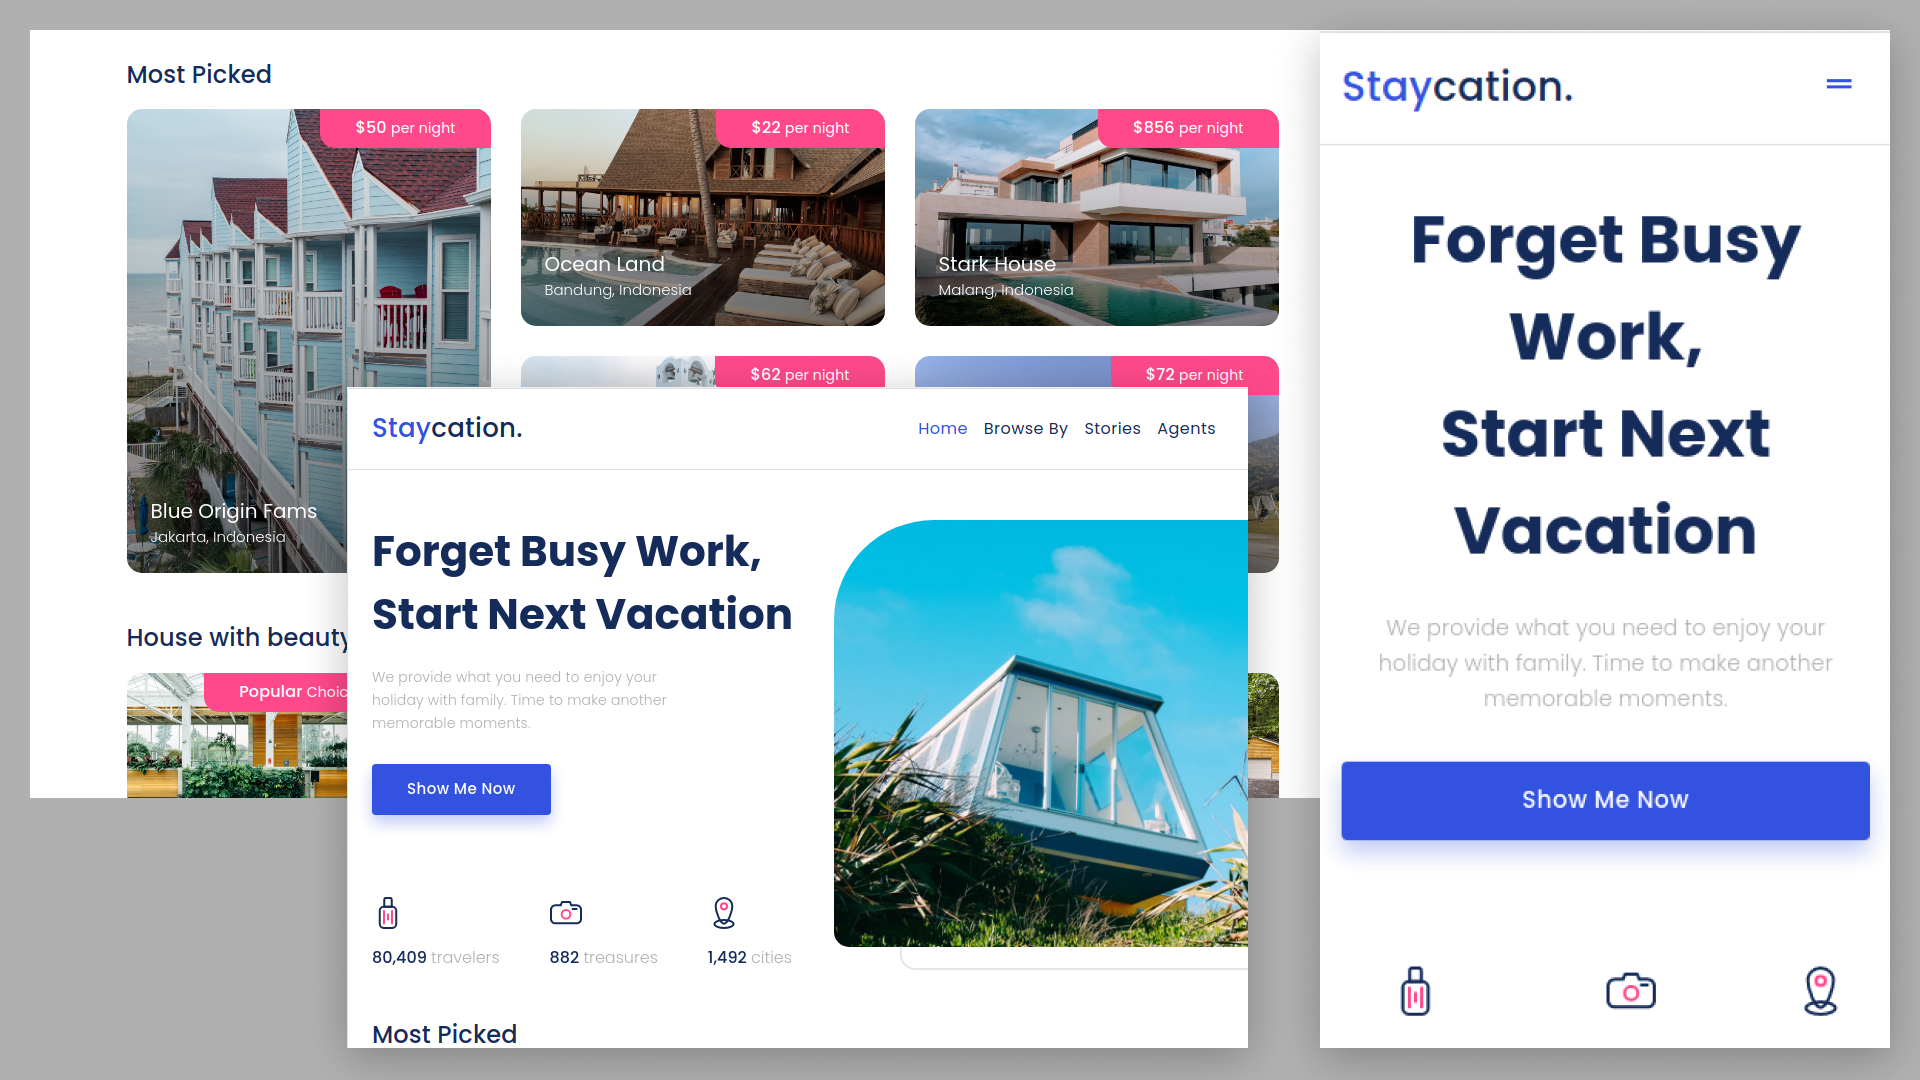 Most Picked
$50 per night
Blue Origin Fams
Jakarta, Indonesia
$22 per night
Ocean Land
Bandung, Indonesia
$856 per night
Stark House
Malang, Indonesia
$62 per night
$72 per night
House with beauty
Popular Choic
Staycation.
Home Browse By Stories Agents
Forget Busy Work,
Start Next Vacation
We provide what you need to enjoy your
holiday with family. Time to make another
memorable moments.
Show Me Now
80,409 travelers
882 treasures
1,492 cities
Most Picked
Staycation.
Forget Busy
Work,
Start Next
Vacation
We provide what you need to enjoy your
holiday with family. Time to make another
memorable moments.
Show Me Now